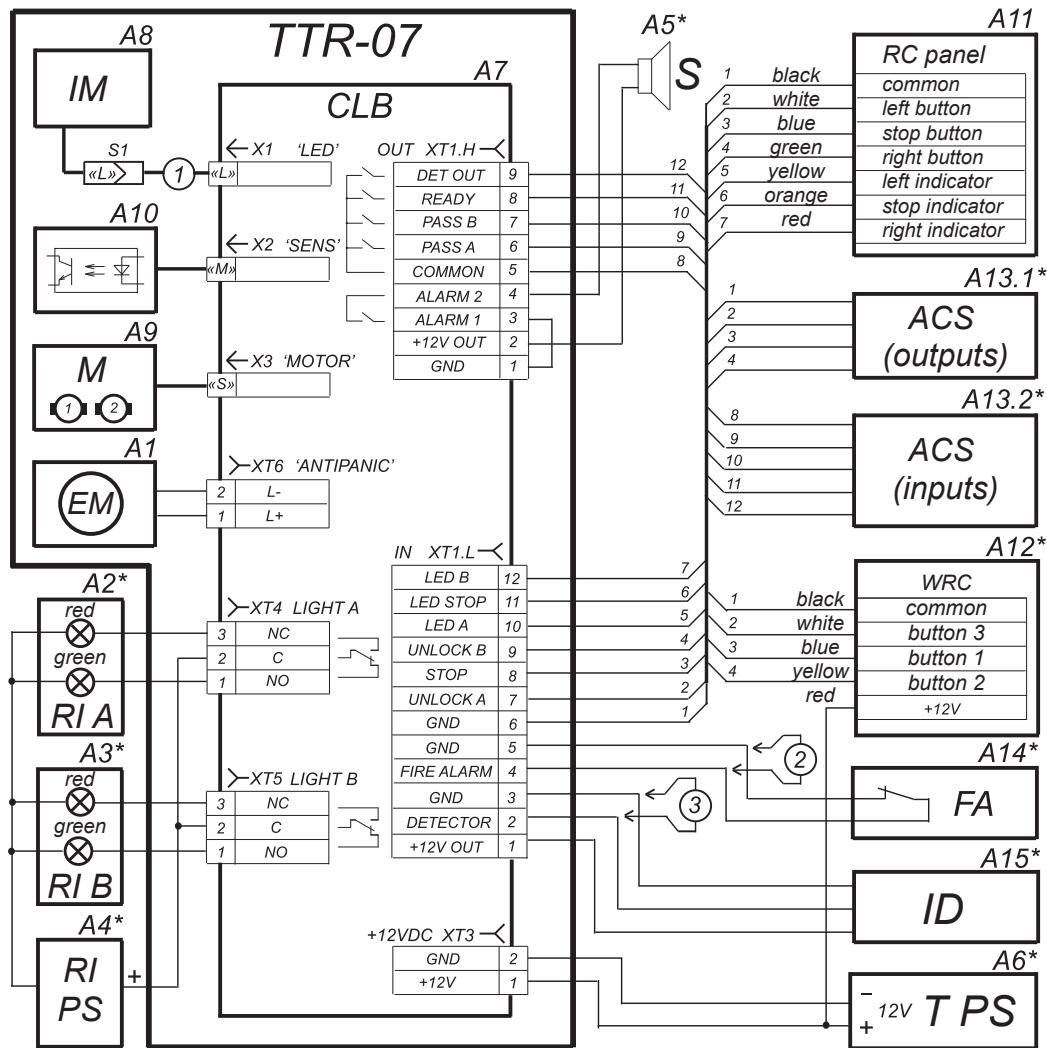 TTR-07
A8
IM
S1
«L»
1
A10
A9
M
1 2
A1
EM
A2*
red
green
RI A
A3*
red
green
RI B
A4*
RI
PS
+
A7
CLB
X1 'LED'
«L»
X2 'SENS'
«M»
X3 'MOTOR'
«S»
XT6 'ANTIPANIC'
2 L-
1 L+
XT4 LIGHT A
3 NC
2 C
1 NO
XT5 LIGHT B
3 NC
2 C
1 NO
OUT XT1.H
DET OUT 9
READY 8
PASS B 7
PASS A 6
COMMON 5
ALARM 2 4
ALARM 1 3
+12V OUT 2
GND 1
IN XT1.L
LED B 12
LED STOP 11
LED A 10
UNLOCK B 9
STOP 8
UNLOCK A 7
GND 6
GND 5
FIRE ALARM 4
GND 3
DETECTOR 2
+12V OUT 1
+12VDC XT3
GND 2
+12V 1
A5*
S
12
11
10
9
8
7
6
5
4
3
2
1
2
3
A11
RC panel
1 black common
2 white left button
3 blue stop button
4 green right button
5 yellow left indicator
6 orange stop indicator
7 red right indicator
A13.1*
1
2
3
4
ACS
(outputs)
A13.2*
8
9
10
11
12
ACS
(inputs)
A12*
WRC
1 black common
2 white button 3
3 blue button 1
4 yellow button 2
red +12V
A14*
FA
A15*
ID
A6*
−
+
12V T PS